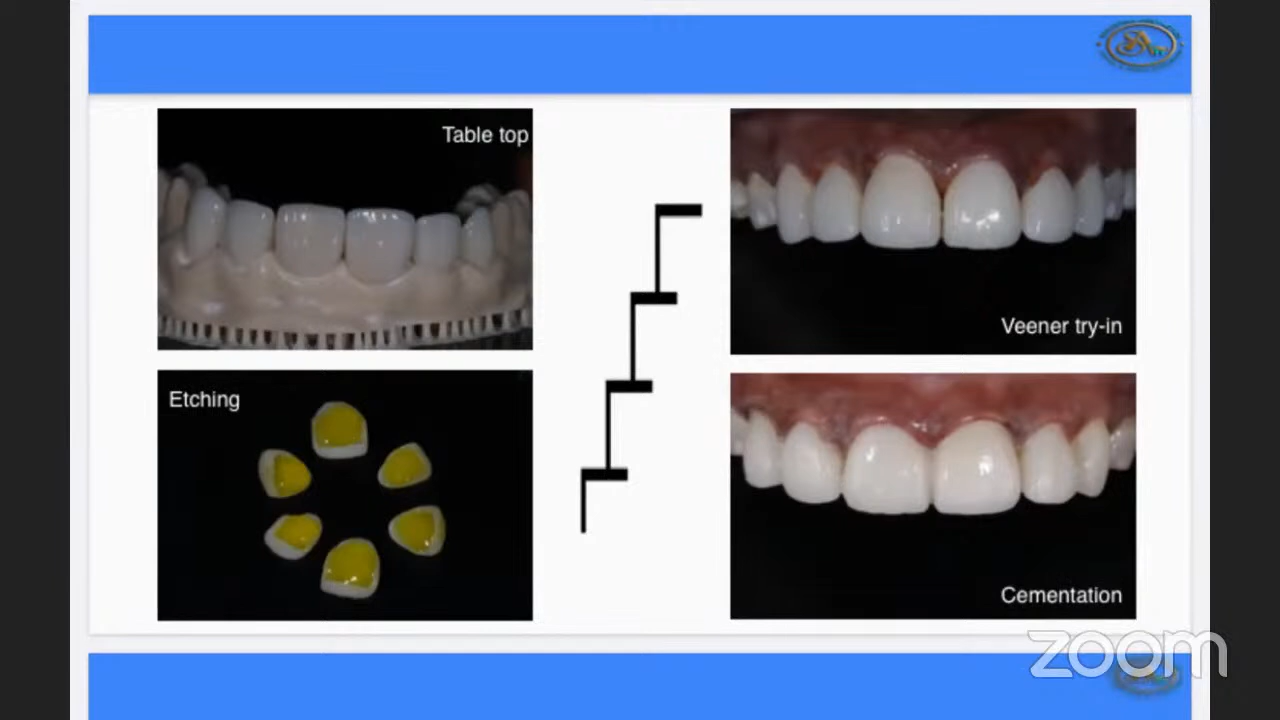 Table top
Veener try-in
Etching
Cementation
zoom